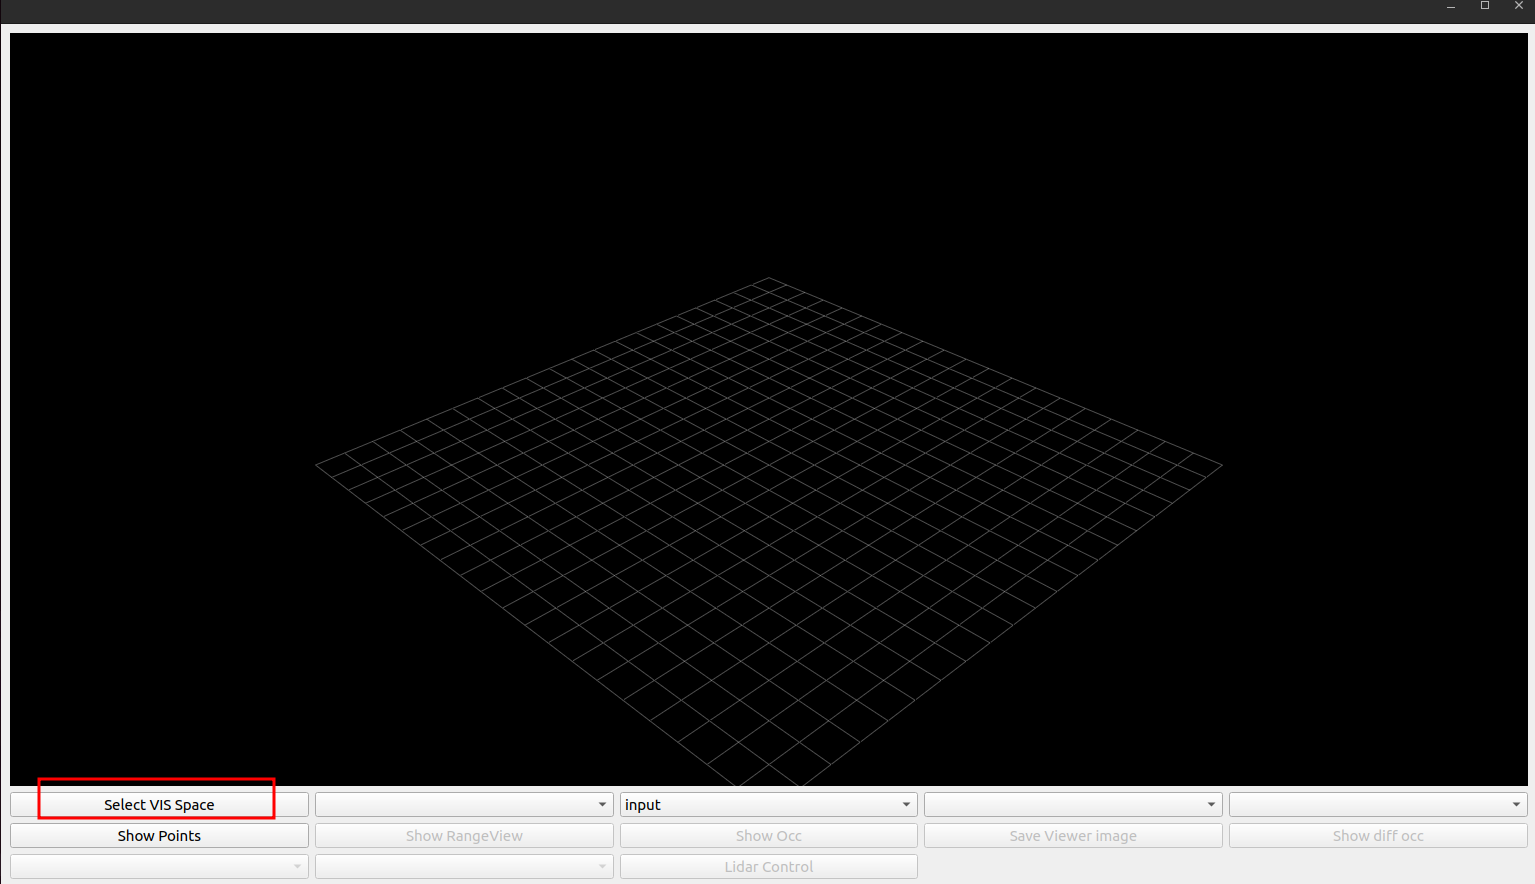 Select VIS Space
input
Show Points
Show RangeView
Show Occ
Save Viewer image
Show diff occ
Lidar Control